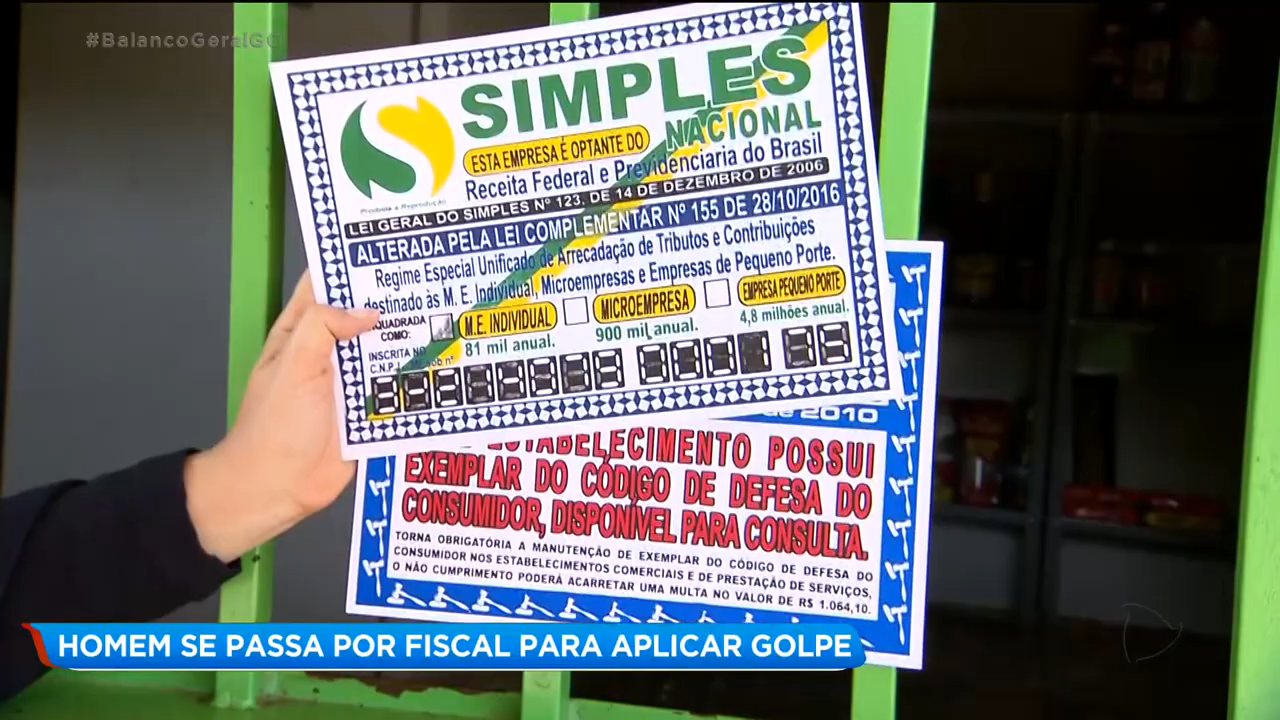 #BalancoGeralGO
SIMPLES
NACIONAL
ESTA EMPRESA É OPTANTE DO
Receita Federal e Previdenciaria do Brasil
LEI GERAL DO SIMPLES Nº 123, DE 14 DE DEZEMBRO DE 2006
ALTERADA PELA LEI COMPLEMENTAR Nº 155 DE 28/10/2016
Regime Especial Unificado de Arrecadação de Tributos e Contribuições
destinado às M. E. Individual, Microempresas e Empresas de Pequeno Porte.
COMO:
M.E. INDIVIDUAL
MICROEMPRESA
EMPRESA PEQUENO PORTE
81 mil anual.
900 mil anual.
4,8 milhões anual.
INSCRITA NO
de 2010
ESTABELECIMENTO POSSUI
EXEMPLAR DO CÓDIGO DE DEFESA DO
CONSUMIDOR, DISPONÍVEL PARA CONSULTA.
TORNA OBRIGATÓRIA A MANUTENÇÃO DE EXEMPLAR DO CÓDIGO DE DEFESA DO
CONSUMIDOR NOS ESTABELECIMENTOS COMERCIAIS E DE PRESTAÇÃO DE SERVIÇOS,
O NÃO CUMPRIMENTO PODERÁ ACARRETAR UMA MULTA NO VALOR DE R$ 1.064,10.
HOMEM SE PASSA POR FISCAL PARA APLICAR GOLPE